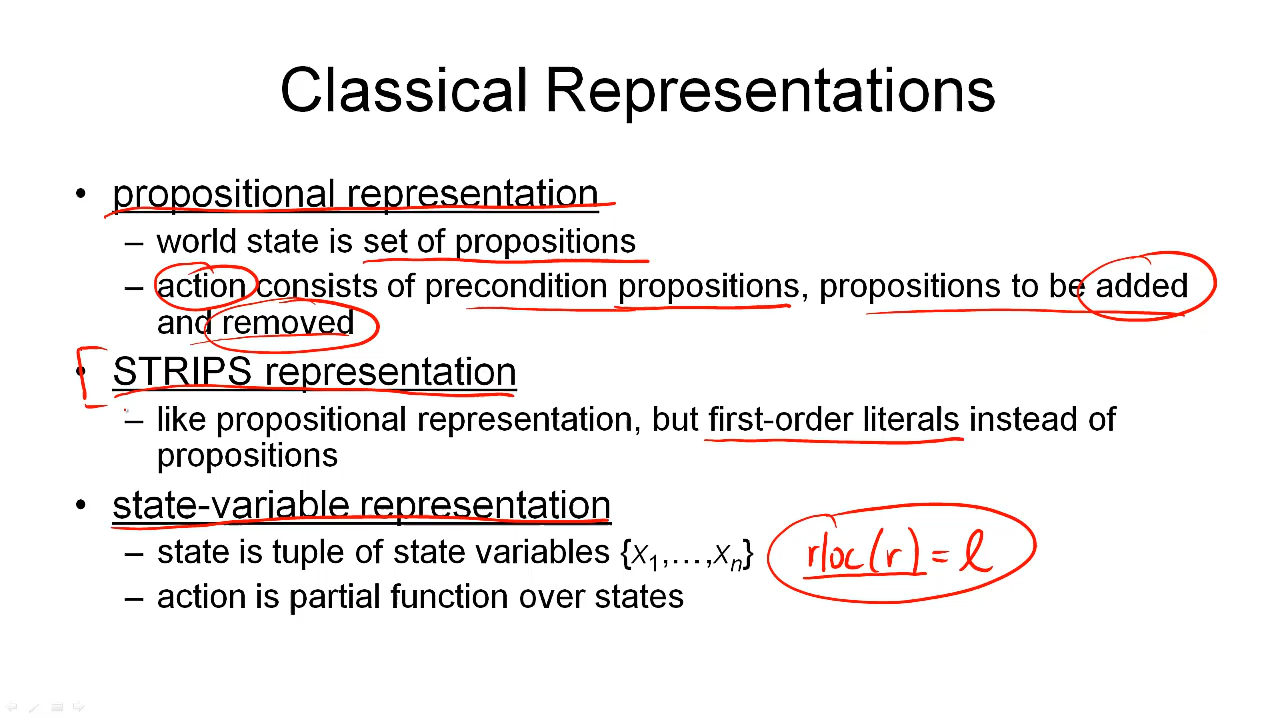 Classical Representations
• propositional representation
– world state is set of propositions
– action consists of precondition propositions, propositions to be added
and removed
• STRIPS representation
– like propositional representation, but first-order literals instead of
propositions
• state-variable representation
– state is tuple of state variables {x1,…,xn}
rloc(r) = l
– action is partial function over states